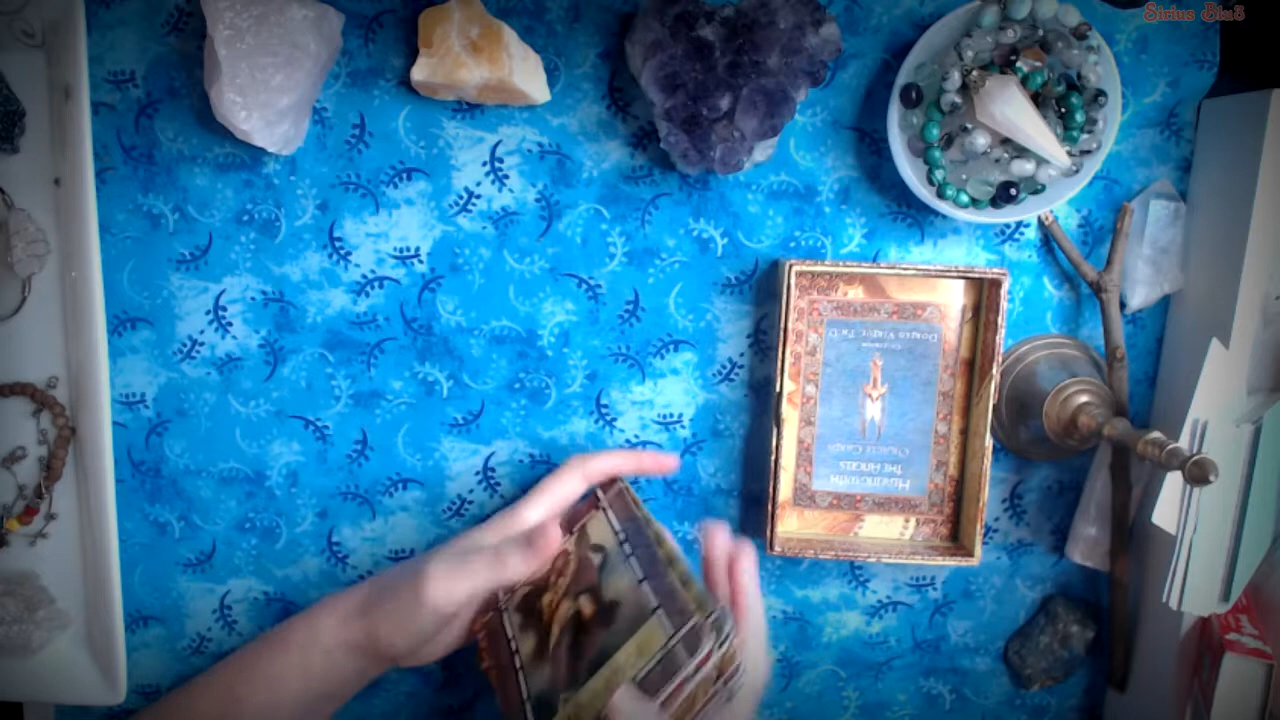 Sirius Blu3
HEALING WITH
THE ANGELS
ORACLE CARDS
DOREEN VIRTUE, PH.D.